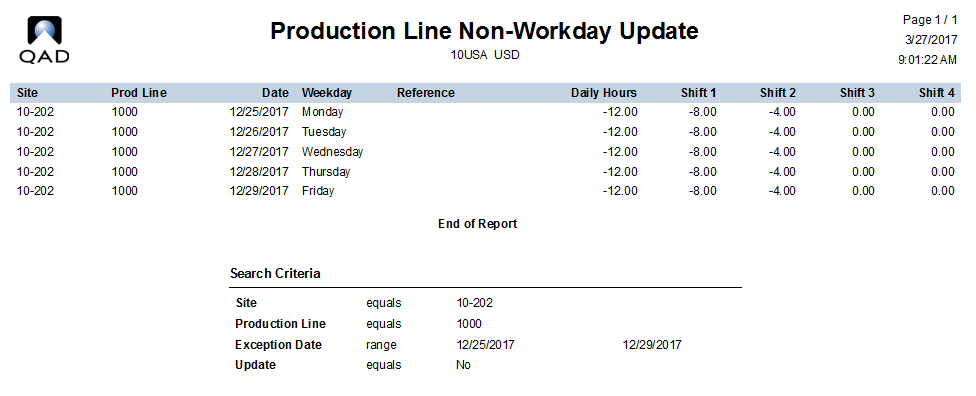 QAD
Production Line Non-Workday Update
10USA USD
Page 1 / 1
3/27/2017
9:01:22 AM
Site Prod Line Date Weekday Reference Daily Hours Shift 1 Shift 2 Shift 3 Shift 4
10-202 1000 12/25/2017 Monday -12.00 -8.00 -4.00 0.00 0.00
10-202 1000 12/26/2017 Tuesday -12.00 -8.00 -4.00 0.00 0.00
10-202 1000 12/27/2017 Wednesday -12.00 -8.00 -4.00 0.00 0.00
10-202 1000 12/28/2017 Thursday -12.00 -8.00 -4.00 0.00 0.00
10-202 1000 12/29/2017 Friday -12.00 -8.00 -4.00 0.00 0.00
End of Report
Search Criteria
Site equals 10-202
Production Line equals 1000
Exception Date range 12/25/2017 12/29/2017
Update equals No